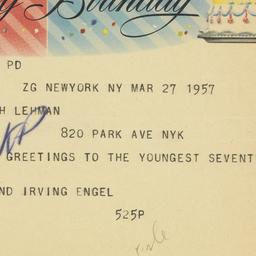 y Birthday
PD
ZG NEWYORK NY MAR 27 1957
H LEHMAN
820 PARK AVE NYK
GREETINGS TO THE YOUNGEST SEVENT
ND IRVING ENGEL
525P